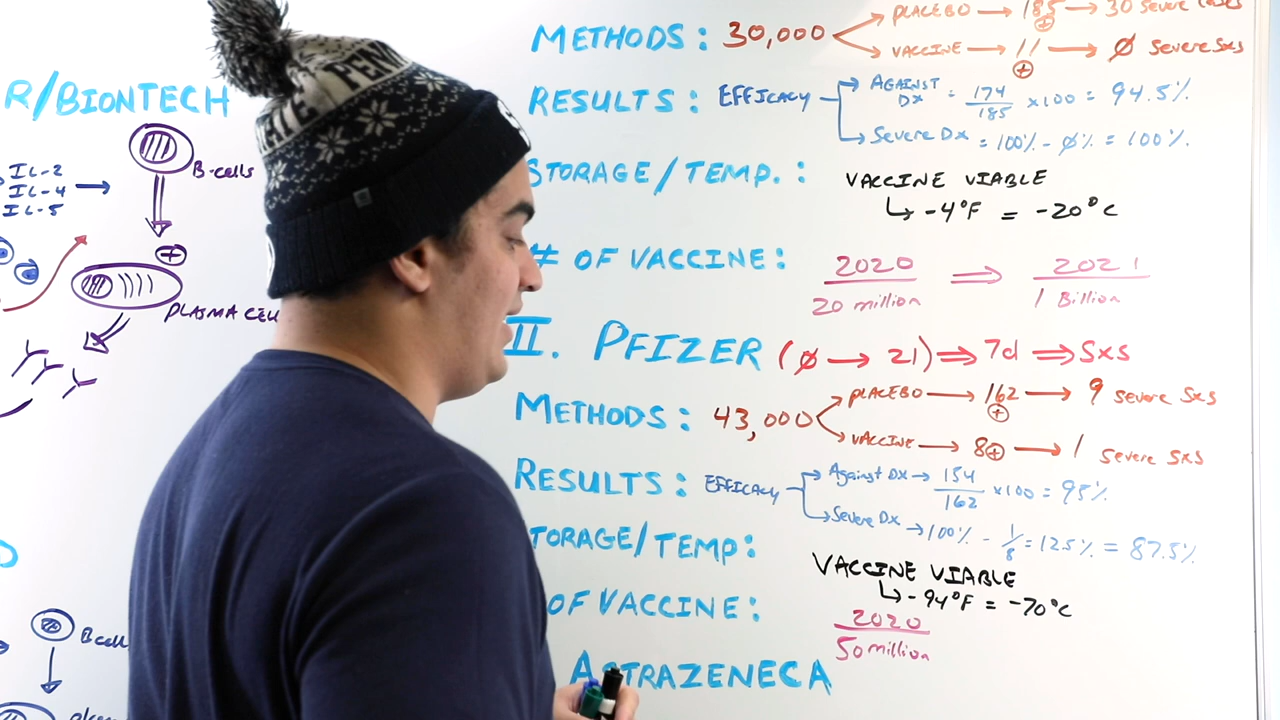 R/BIONTECH
IL-2
IL-4
IL-5
B-cells
PLASMA CELL
B cell
METHODS: 30,000
PLACEBO → 185 → 30 severe
VACCINE → 11 → Ø severe Sxs
RESULTS: EFFICACY
AGAINST DX = 174/185 x100 = 94.5%
Severe Dx = 100% - Ø% = 100%
STORAGE/TEMP.:
VACCINE VIABLE
↳ -4°F = -20°C
# OF VACCINE:
2020 ⇒ 2021
20 million 1 Billion
II. PFIZER (Ø → 21) ⇒ 7d ⇒ Sxs
METHODS: 43,000
PLACEBO → 162 → 9 severe Sxs
VACCINE → 8⊕ → 1 severe Sxs
RESULTS: EFFICACY
Against Dx → 154/162 x100 = 95%
Severe Dx → 100% - 1/8 = 12.5% = 87.5%
TORAGE/TEMP:
VACCINE VIABLE
↳ -94°F = -70°C
OF VACCINE:
2020
50 million
ASTRAZENECA